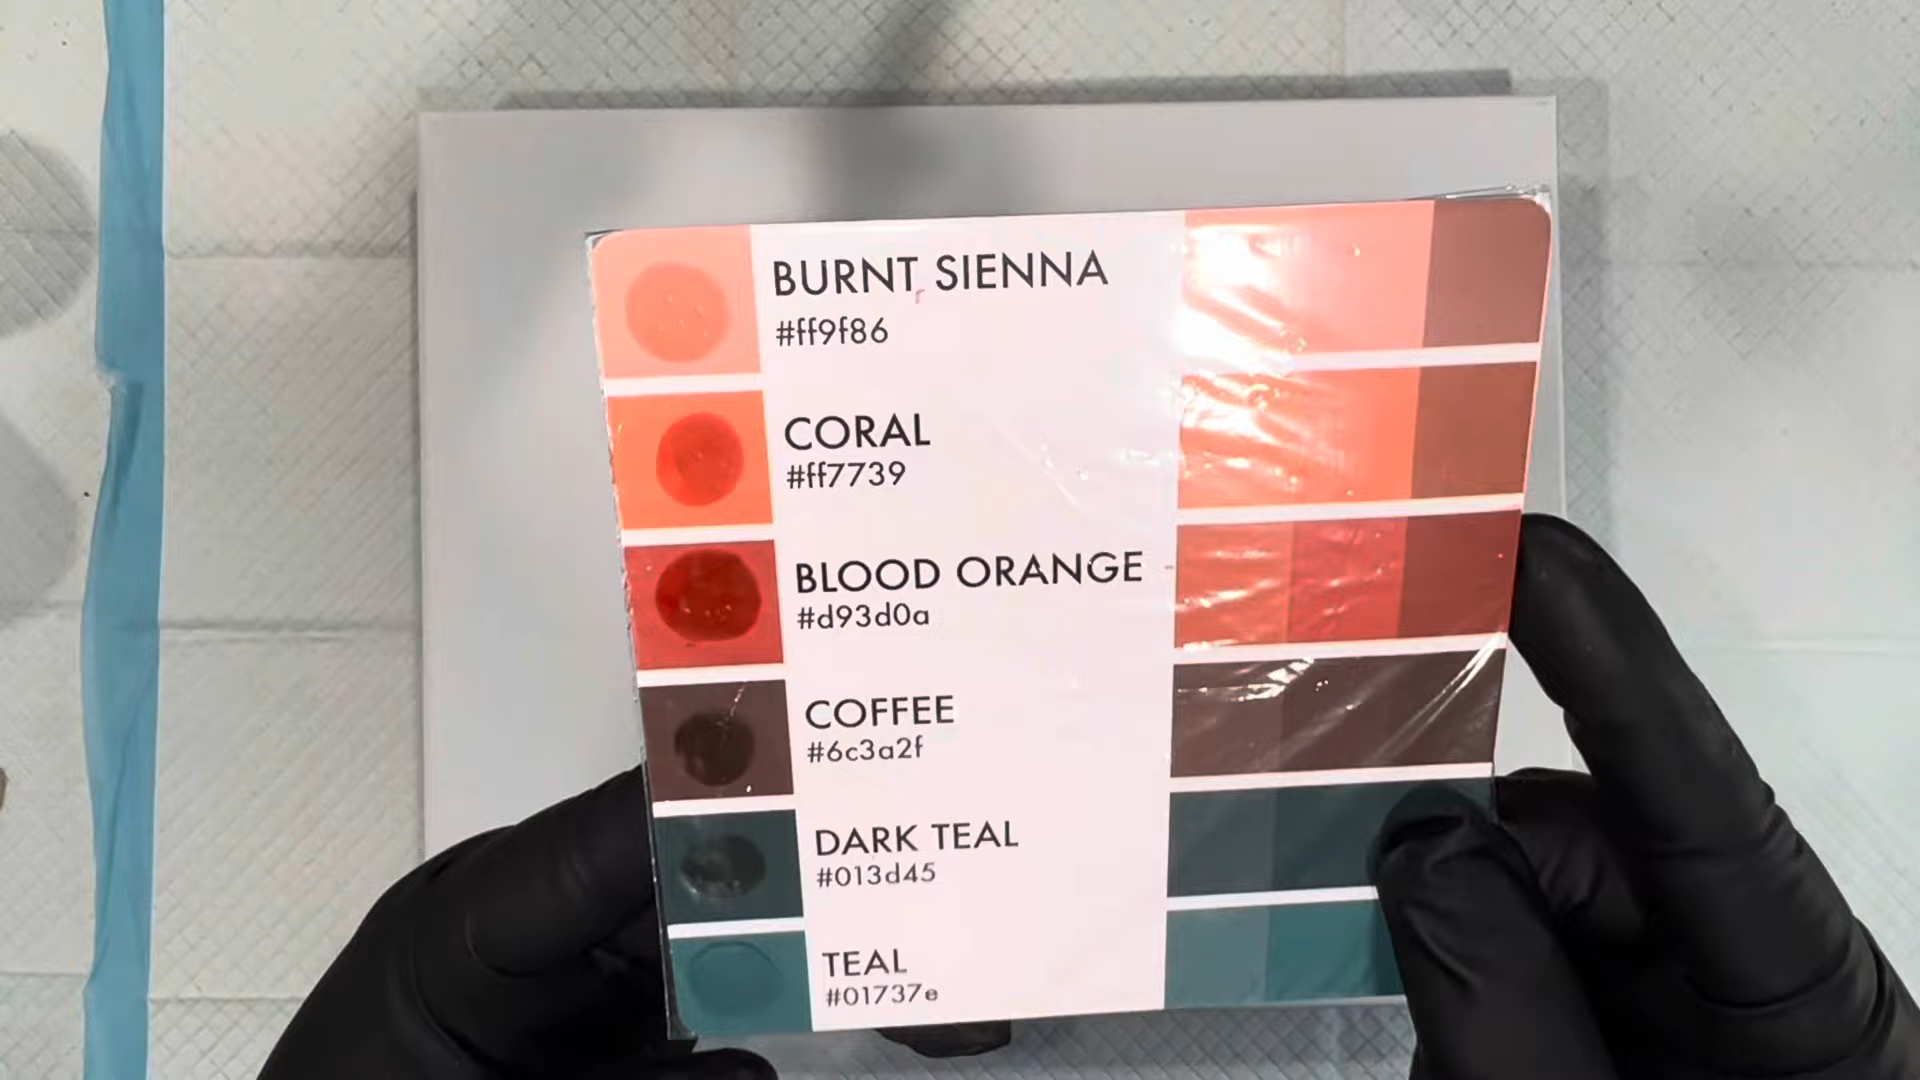 BURNT SIENNA
#ff9f86
CORAL
#ff7739
BLOOD ORANGE
#d93d0a
COFFEE
#6c3a2f
DARK TEAL
#013d45
TEAL
#01737e